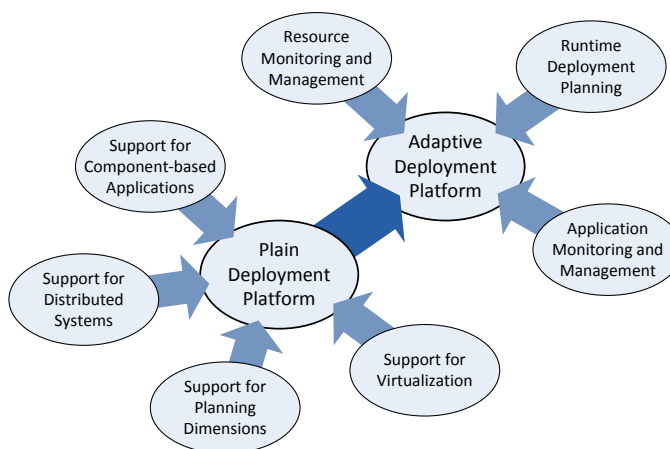 Resource
Monitoring and
Management
Runtime
Deployment
Planning
Support for
Component-based
Applications
Adaptive
Deployment
Platform
Plain
Deployment
Platform
Application
Monitoring and
Management
Support for
Distributed
Systems
Support for
Virtualization
Support for
Planning
Dimensions